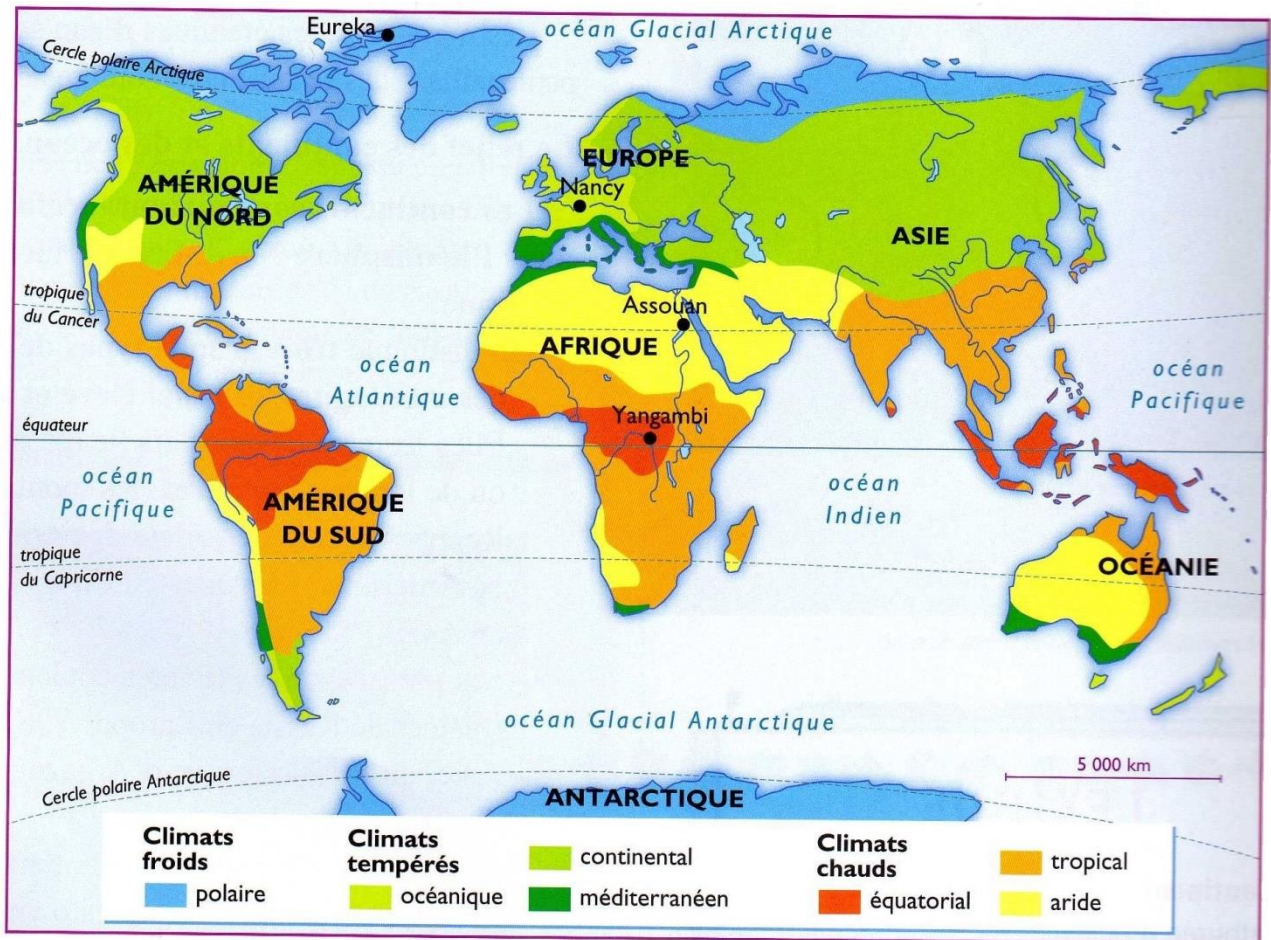 Eureka
océan Glacial Arctique
Cercle polaire Arctique
EUROPE
Nancy
AMÉRIQUE
DU NORD
ASIE
tropique
du Cancer
Assouan
AFRIQUE
océan
Atlantique
océan
Pacifique
Yangambi
équateur
océan
Pacifique
AMÉRIQUE
DU SUD
océan
Indien
tropique
du Capricorne
OCÉANIE
océan Glacial Antarctique
5 000 km
Cercle polaire Antarctique
ANTARCTIQUE
Climats
froids
polaire
Climats
tempérés
océanique
continental
méditerranéen
Climats
chauds
équatorial
tropical
aride